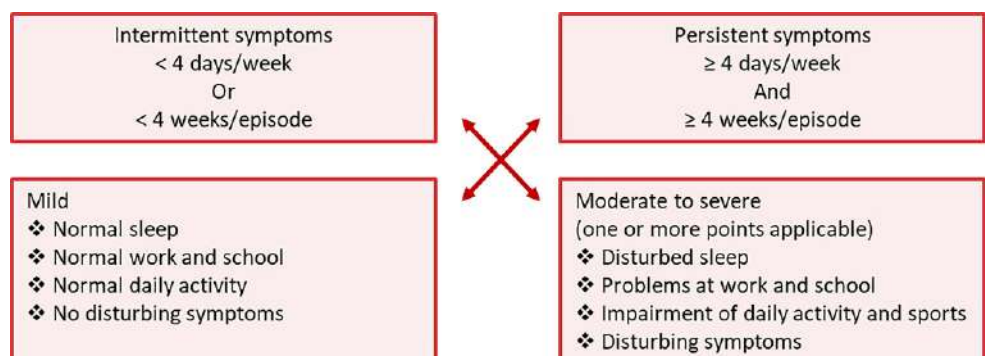 Intermittent symptoms
< 4 days/week
Or
< 4 weeks/episode
Persistent symptoms
≥ 4 days/week
And
≥ 4 weeks/episode
Mild
❖ Normal sleep
❖ Normal work and school
❖ Normal daily activity
❖ No disturbing symptoms
Moderate to severe
(one or more points applicable)
❖ Disturbed sleep
❖ Problems at work and school
❖ Impairment of daily activity and sports
❖ Disturbing symptoms